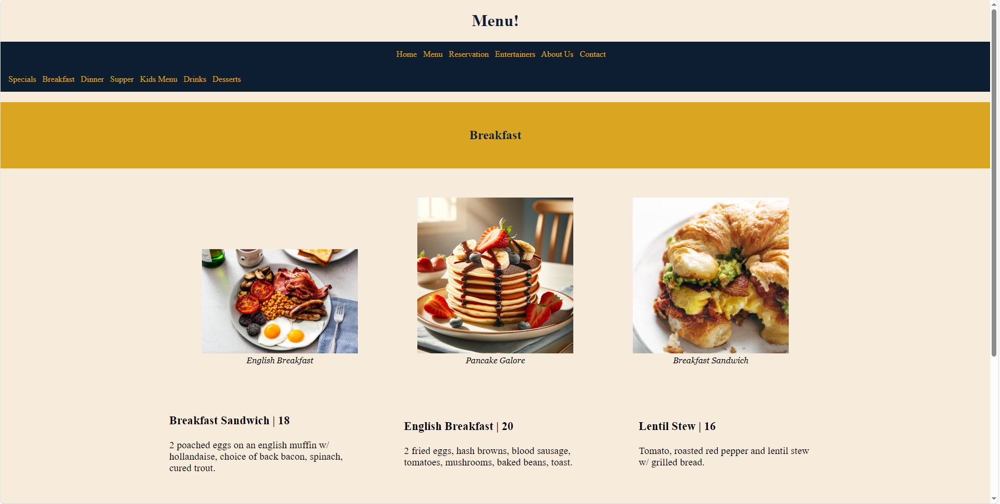 Menu!
Home Menu Reservation Entertainers About Us Contact
Specials Breakfast Dinner Supper Kids Menu Drinks Desserts
Breakfast
English Breakfast
Pancake Galore
Breakfast Sandwich
Breakfast Sandwich | 18
2 poached eggs on an english muffin w/
hollandaise, choice of back bacon, spinach,
cured trout.
English Breakfast | 20
2 fried eggs, hash browns, blood sausage,
tomatoes, mushrooms, baked beans, toast.
Lentil Stew | 16
Tomato, roasted red pepper and lentil stew
w/ grilled bread.